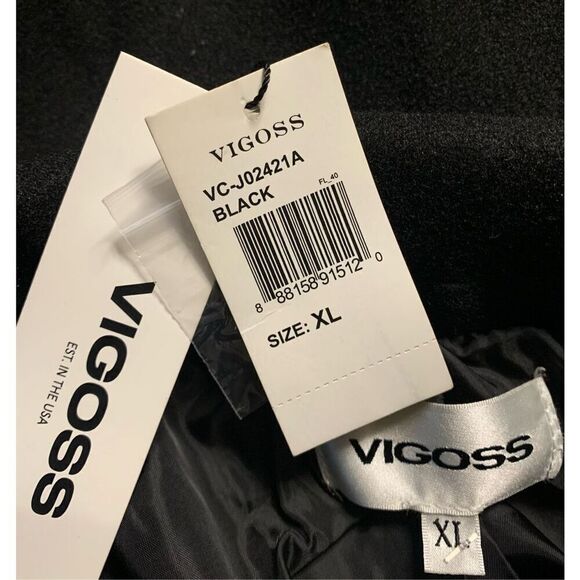 VIGOSS
VC-J02421A
BLACK
FL_40
8 88158 91512 0
SIZE: XL
VIGOSS
EST. IN THE USA
VIGOSS
XL